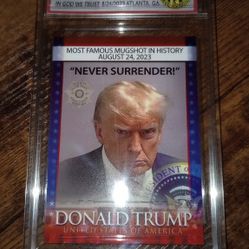 IN GOD WE TRUST 8/24/2023 ATLANTA, GA.
MOST FAMOUS MUGSHOT IN HISTORY
AUGUST 24, 2023
"NEVER SURRENDER!"
DONALD TRUMP
UNITED STATES OF AMERICA